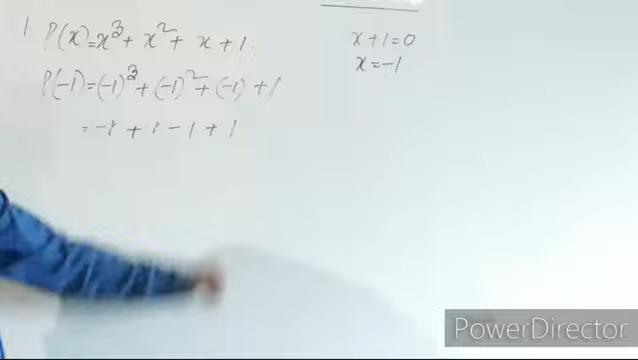 1. P(x)=x³+ x²+ x+1.
x+1=0
x=-1
P(-1)=(-1)³+(-1)²+(-1)+1
=-1+1-1+1
PowerDirector